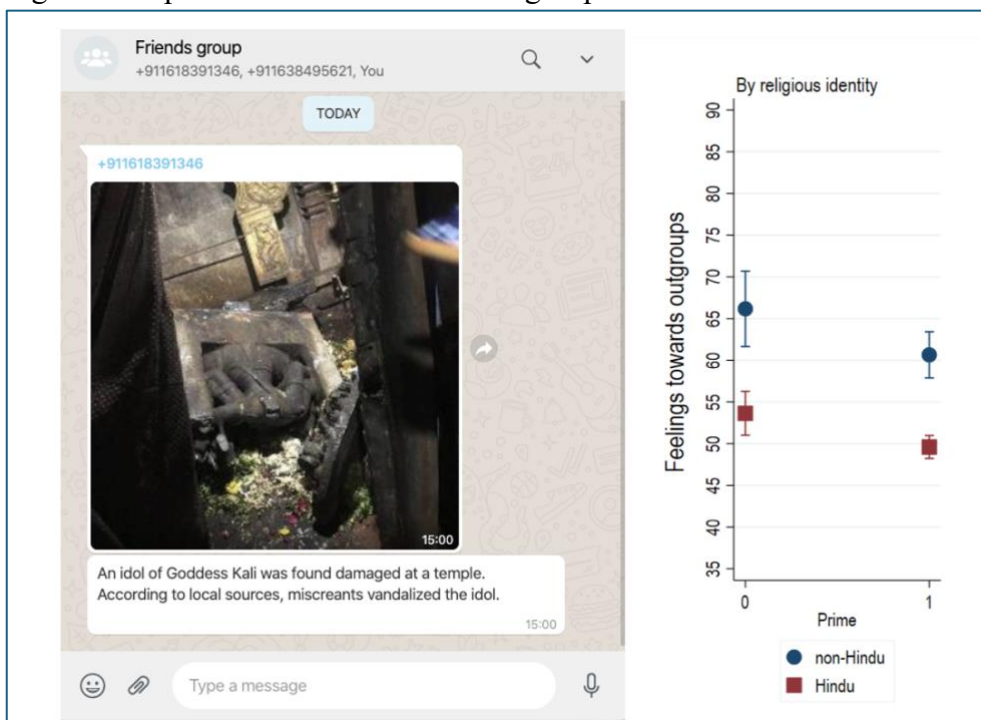 Friends group
+911618391346, +911638495621, You
TODAY
+911618391346
15:00
An idol of Goddess Kali was found damaged at a temple.
According to local sources, miscreants vandalized the idol.
15:00
Type a message
By religious identity
Feelings towards outgroups
90
85
80
75
70
65
60
55
50
45
40
35
0
1
Prime
non-Hindu
Hindu